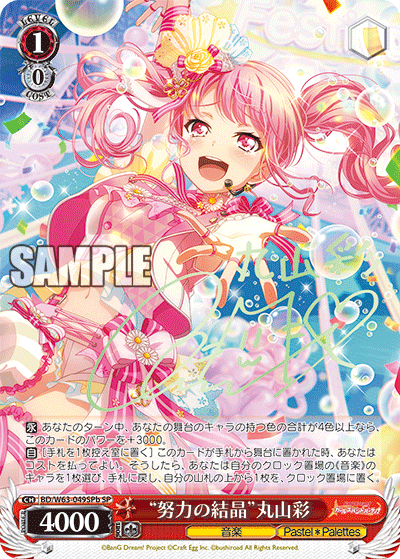 LEVEL
1
0
COST
SAMPLE
丸山彩
永 あなたのターン中、あなたの舞台のキャラの持つ色の合計が4色以上なら、
このカードのパワーを＋3000。
自 [手札を1枚控え室に置く] このカードが手札から舞台に置かれた時、あなたは
コストを払ってよい。そうしたら、あなたは自分のクロック置場の《音楽》のキャ
ラを1枚選び、手札に戻し、自分の山札の上から1枚を、クロック置場に置く。
CH BD/W63-049SPb SP
4000
“努力の結晶”丸山彩
音楽
Pastel＊Palettes
©BanG Dream! Project ©Craft Egg Inc. ©bushiroad All Rights Reserved.